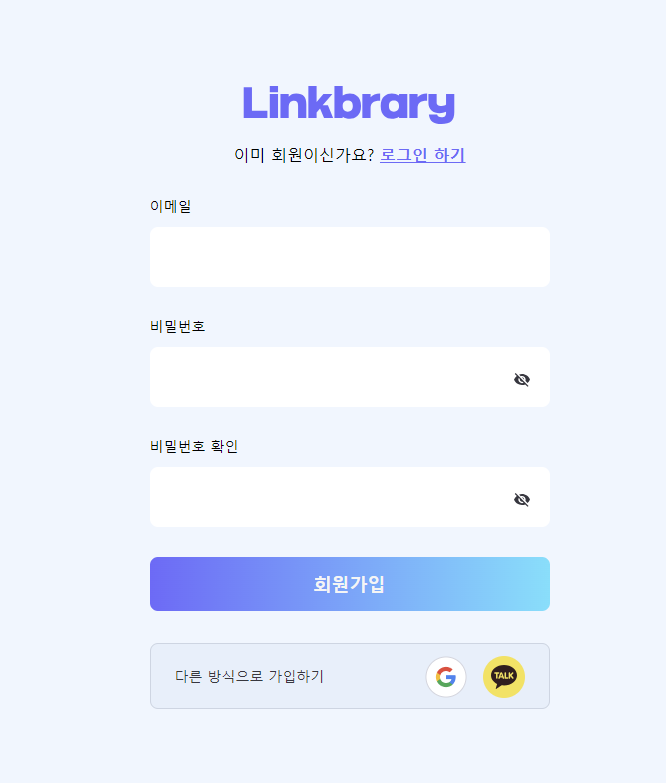 Linkbrary
이미 회원이신가요? 로그인 하기
이메일
비밀번호
비밀번호 확인
회원가입
다른 방식으로 가입하기
G
TALK